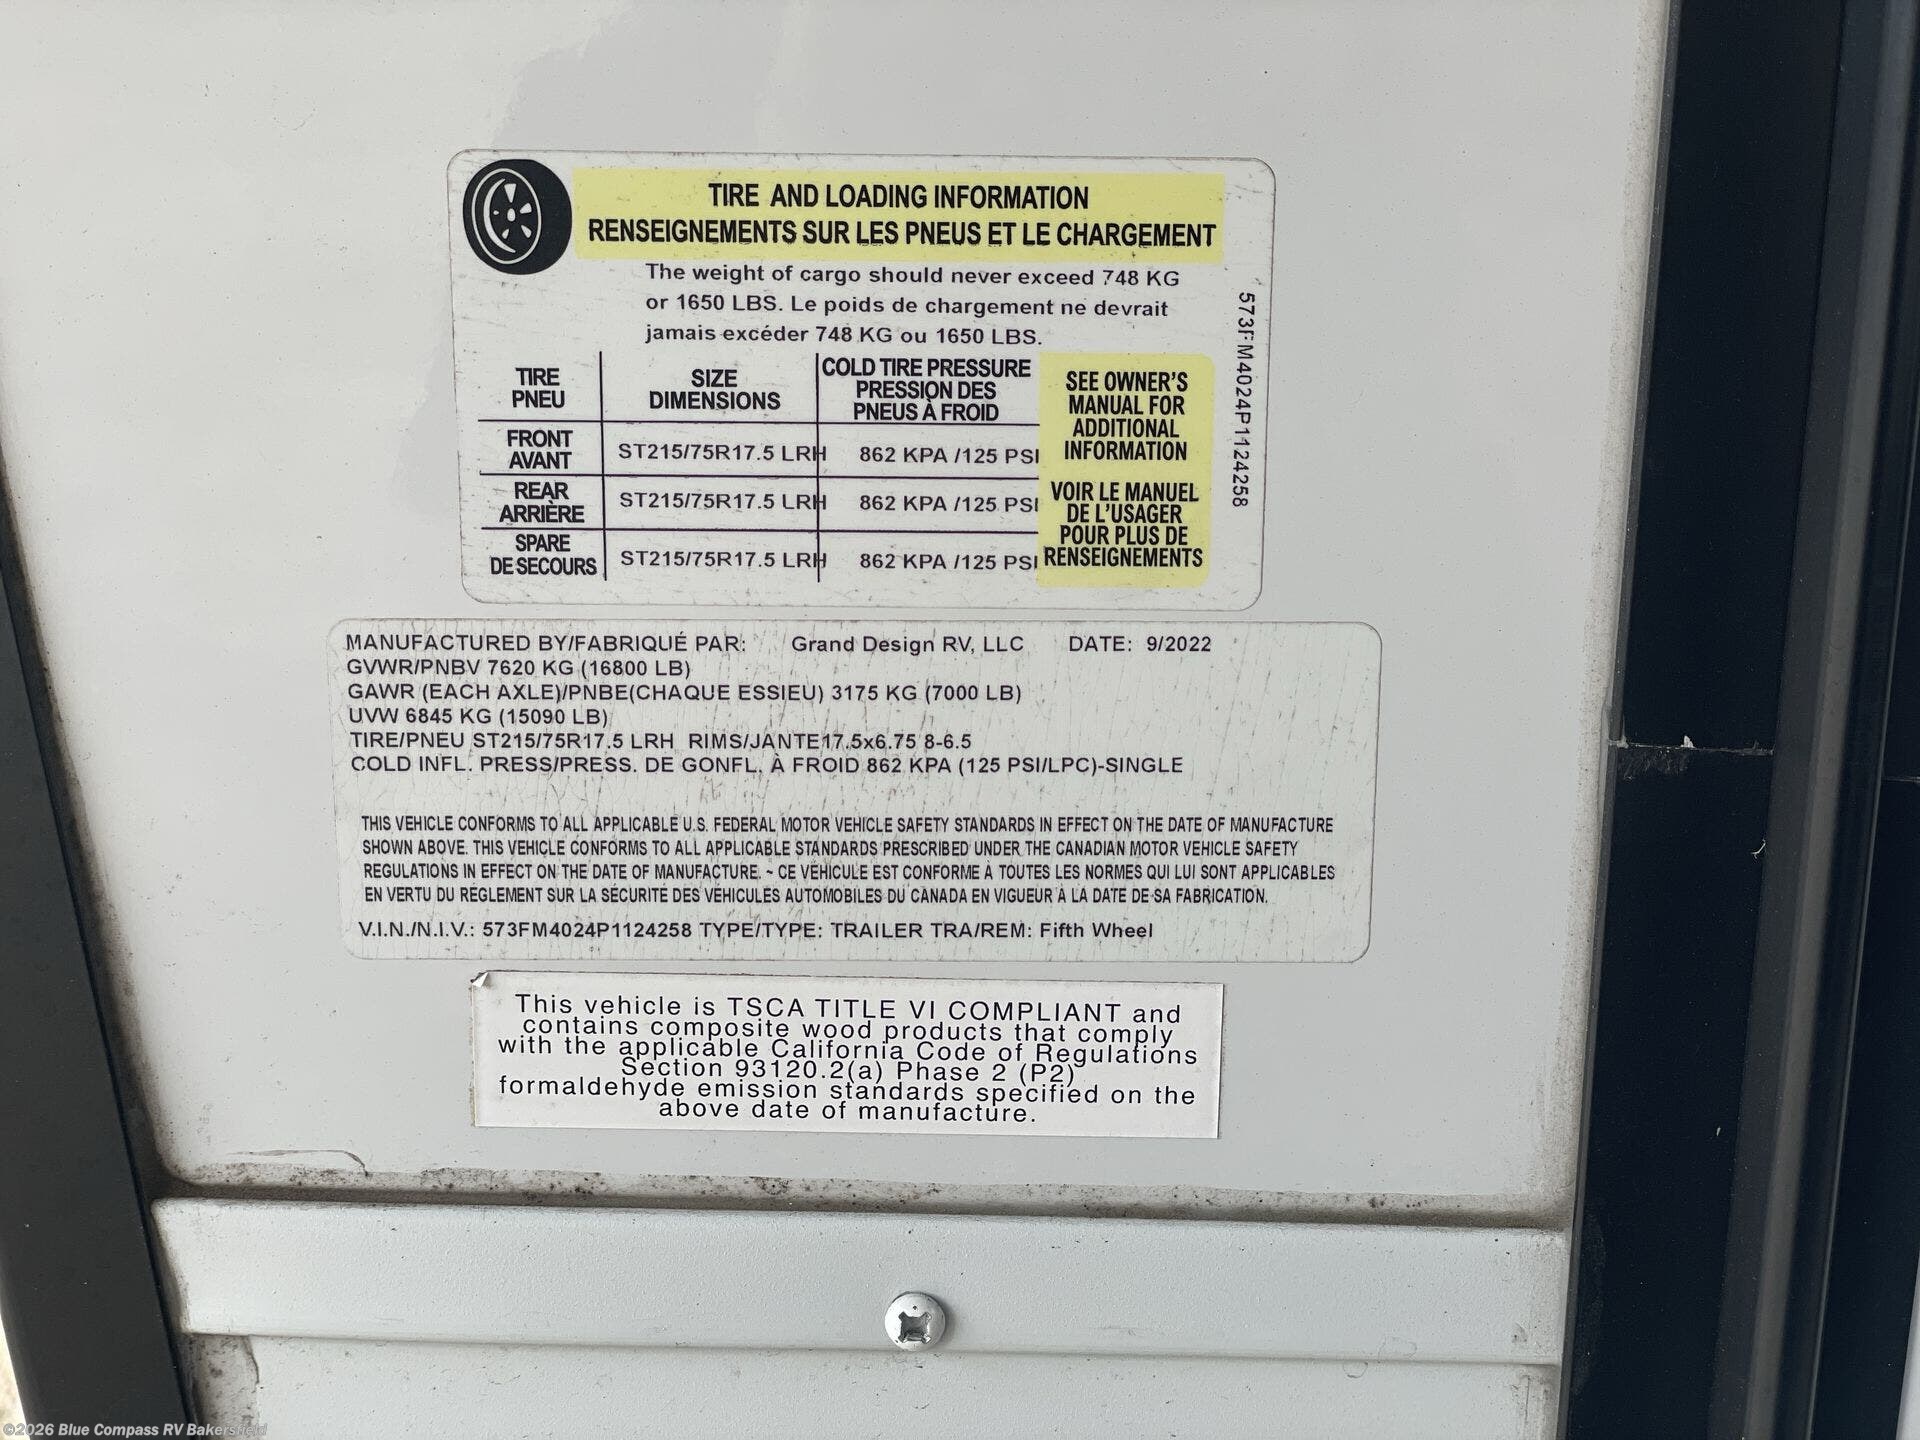 TIRE AND LOADING INFORMATION
RENSEIGNEMENTS SUR LES PNEUS ET LE CHARGEMENT
The weight of cargo should never exceed 748 KG
or 1650 LBS. Le poids de chargement ne devrait
jamais excéder 748 KG ou 1650 LBS.
TIRE
PNEU
SIZE
DIMENSIONS
COLD TIRE PRESSURE
PRESSION DES
PNEUS À FROID
FRONT
AVANT
ST215/75R17.5 LRH
862 KPA /125 PSI
REAR
ARRIÈRE
ST215/75R17.5 LRH
862 KPA /125 PSI
SPARE
DE SECOURS
ST215/75R17.5 LRH
862 KPA /125 PSI
SEE OWNER'S
MANUAL FOR
ADDITIONAL
INFORMATION
VOIR LE MANUEL
DE L'USAGER
POUR PLUS DE
RENSEIGNEMENTS
573FM4024P1124258
MANUFACTURED BY/FABRIQUÉ PAR: Grand Design RV, LLC DATE: 9/2022
GVWR/PNBV 7620 KG (16800 LB)
GAWR (EACH AXLE)/PNBE(CHAQUE ESSIEU) 3175 KG (7000 LB)
UVW 6845 KG (15090 LB)
TIRE/PNEU ST215/75R17.5 LRH RIMS/JANTE17.5x6.75 8-6.5
COLD INFL. PRESS/PRESS. DE GONFL. À FROID 862 KPA (125 PSI/LPC)-SINGLE
THIS VEHICLE CONFORMS TO ALL APPLICABLE U.S. FEDERAL MOTOR VEHICLE SAFETY STANDARDS IN EFFECT ON THE DATE OF MANUFACTURE
SHOWN ABOVE. THIS VEHICLE CONFORMS TO ALL APPLICABLE STANDARDS PRESCRIBED UNDER THE CANADIAN MOTOR VEHICLE SAFETY
REGULATIONS IN EFFECT ON THE DATE OF MANUFACTURE. ~ CE VÉHICULE EST CONFORME À TOUTES LES NORMES QUI LUI SONT APPLICABLES
EN VERTU DU RÉGLEMENT SUR LA SÉCURITÉ DES VÉHICULES AUTOMOBILES DU CANADA EN VIGUEUR À LA DATE DE SA FABRICATION.
V.I.N./N.I.V.: 573FM4024P1124258 TYPE/TYPE: TRAILER TRA/REM: Fifth Wheel
This vehicle is TSCA TITLE VI COMPLIANT and
contains composite wood products that comply
with the applicable California Code of Regulations
Section 93120.2(a) Phase 2 (P2)
formaldehyde emission standards specified on the
above date of manufacture.
©2026 Blue Compass RV Bakersfield